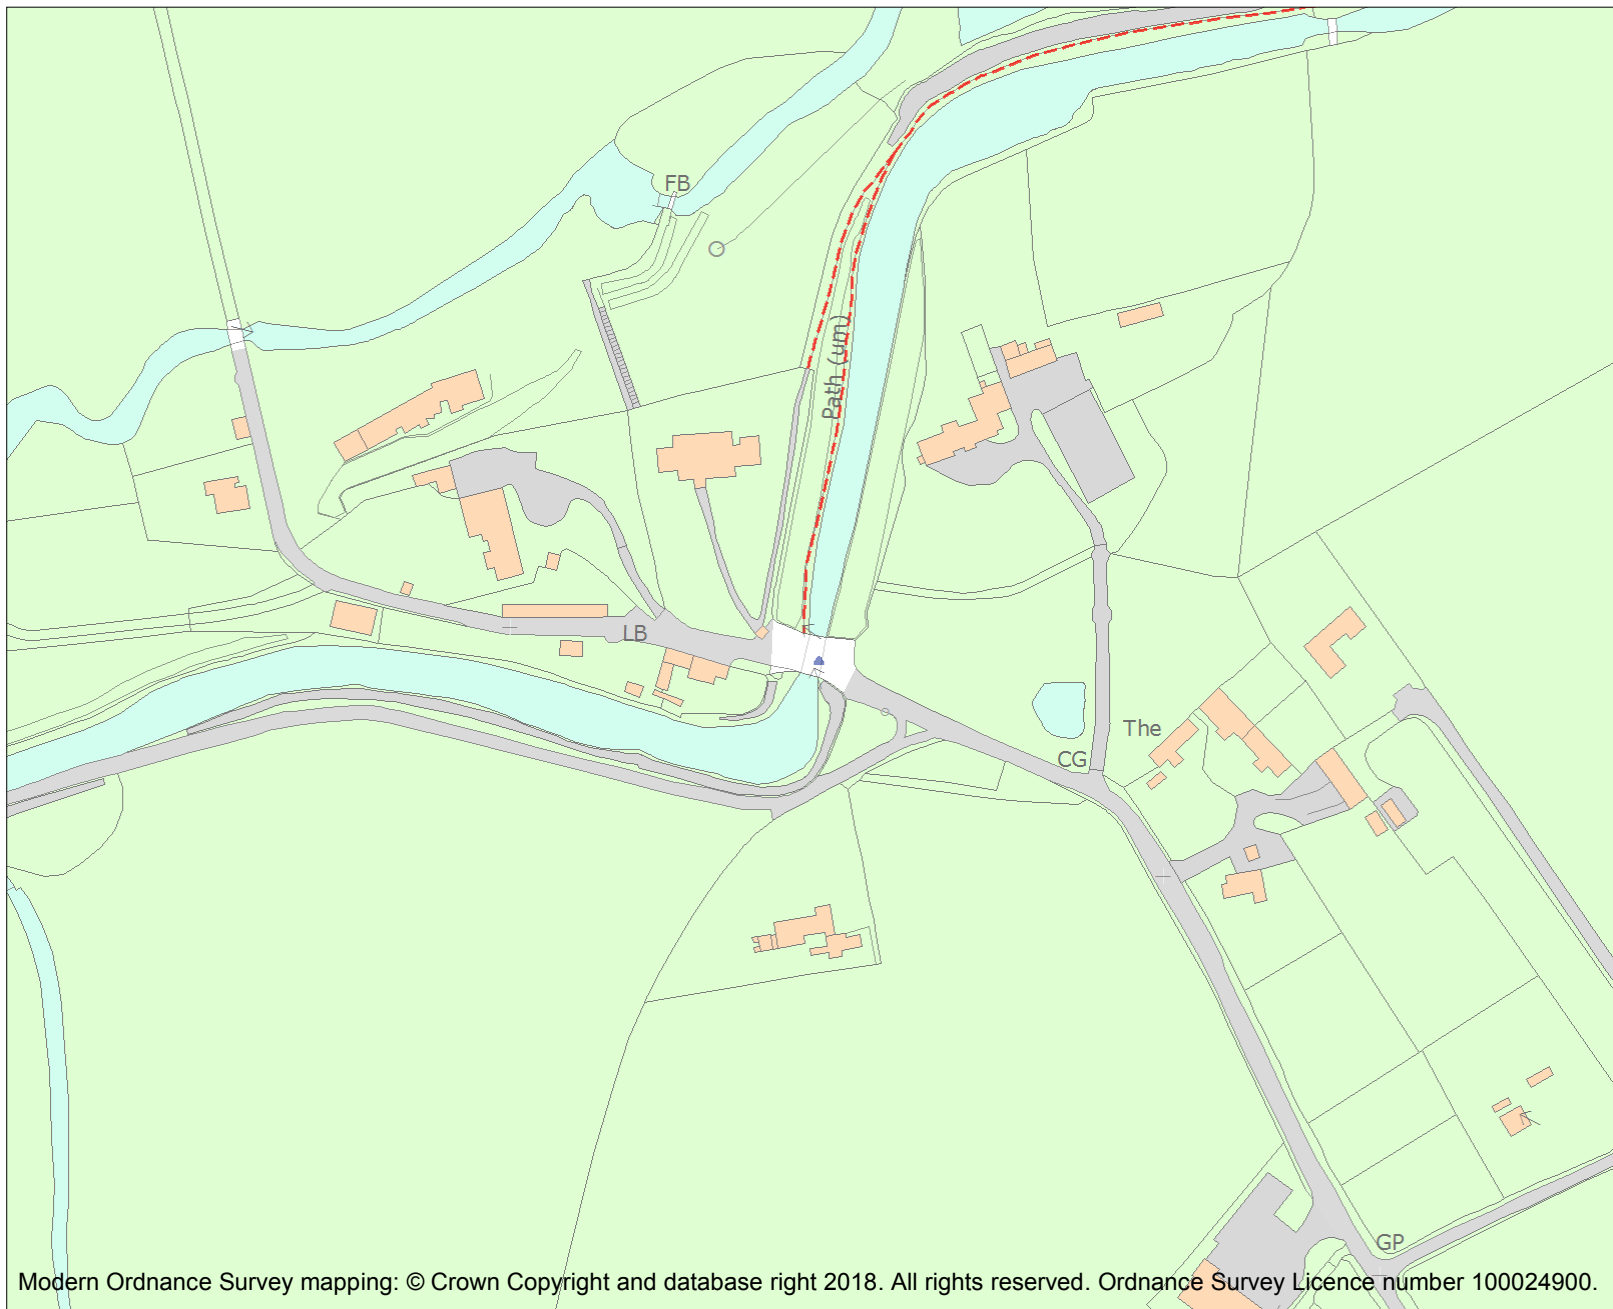 FB
Path (um)
LB
The
CG
GP
Modern Ordnance Survey mapping: © Crown Copyright and database right 2018. All rights reserved. Ordnance Survey Licence number 100024900.